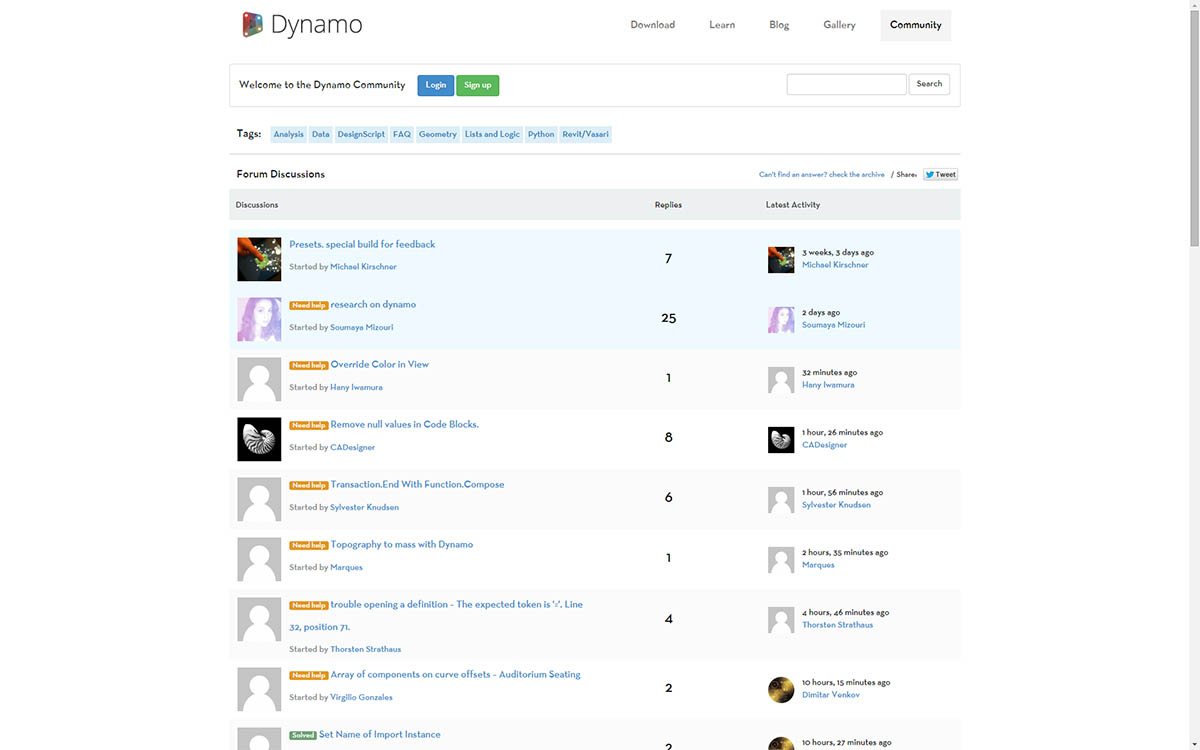 Dynamo
Download Learn Blog Gallery Community
Welcome to the Dynamo Community Login Sign up Search
Tags: Analysis Data DesignScript FAQ Geometry Lists and Logic Python Revit/Vasari
Forum Discussions Can't find an answer? check the archive / Share: Tweet
Discussions Replies Latest Activity
Presets. special build for feedback
Started by Michael Kirschner
7
3 weeks, 3 days ago
Michael Kirschner
Need help research on dynamo
Started by Soumaya Mizouri
25
2 days ago
Soumaya Mizouri
Need help Override Color in View
Started by Hany Iwamura
1
32 minutes ago
Hany Iwamura
Need help Remove null values in Code Blocks.
Started by CADesigner
8
1 hour, 26 minutes ago
CADesigner
Need help Transaction.End With Function.Compose
Started by Sylvester Knudsen
6
1 hour, 56 minutes ago
Sylvester Knudsen
Need help Topography to mass with Dynamo
Started by Marques
1
2 hours, 35 minutes ago
Marques
Need help trouble opening a definition - The expected token is '='. Line
32, position 71.
Started by Thorsten Strathaus
4
4 hours, 46 minutes ago
Thorsten Strathaus
Need help Array of components on curve offsets – Auditorium Seating
Started by Virgilio Gonzales
2
10 hours, 15 minutes ago
Dimitar Venkov
Solved Set Name of Import Instance
2
10 hours, 27 minutes ago